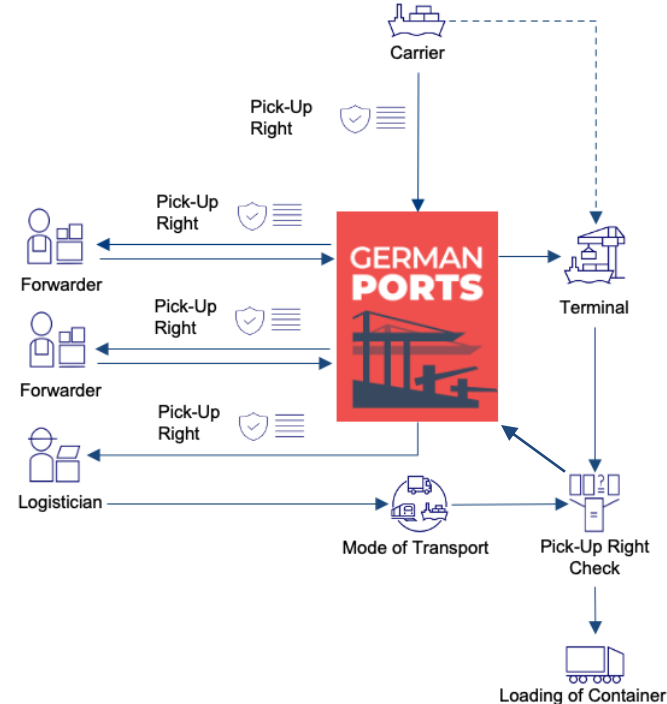 Carrier
Pick-Up
Right
Pick-Up
Right
GERMAN
PORTS
Forwarder
Terminal
Pick-Up
Right
Forwarder
Pick-Up
Right
Logistician
Mode of Transport
?
=
Pick-Up Right
Check
Loading of Container